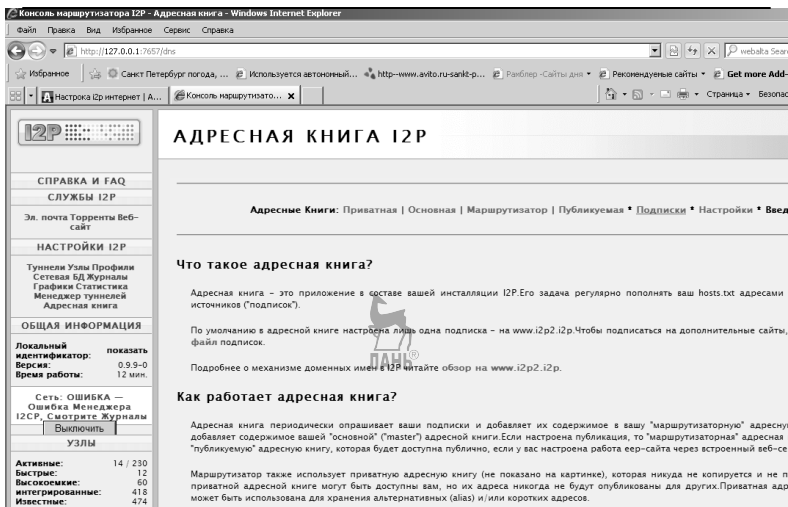 Консоль маршрутизатора I2P - Адресная книга - Windows Internet Explorer
Файл Правка Вид Избранное Сервис Справка
http://127.0.0.1:7657/dns
webalta Sear
Избранное Санкт Петербург погода, ... Используется автономный... http--www.avito.ru-sankt-p... Рамблер -Сайты дня Рекомендуемые сайты Get more Add-
Настрока i2p интернет | А... Консоль маршрутизато... x Страница Безопас
I2P
АДРЕСНАЯ КНИГА I2P
СПРАВКА И FAQ
СЛУЖБЫ I2P
Эл. почта Торренты Веб-
сайт
НАСТРОЙКИ I2P
Туннели Узлы Профили
Сетевая БД Журналы
Графики Статистика
Менеджер туннелей
Адресная книга
ОБЩАЯ ИНФОРМАЦИЯ
Локальный
идентификатор: показать
Версия: 0.9.9-0
Время работы: 12 мин.
Сеть: ОШИБКА —
Ошибка Менеджера
I2CP, Смотрите Журналы
Выключить
УЗЛЫ
Активные: 14 / 230
Быстрые: 12
Высокоемкие: 60
интегрированные: 418
Известные: 474
Адресные Книги: Приватная | Основная | Маршрутизатор | Публикуемая * Подписки * Настройки * Введ
Что такое адресная книга?
Адресная книга – это приложение в составе вашей инсталляции I2P.Его задача регулярно пополнять ваш hosts.txt адресами
источников ("подписок").
По умолчанию в адресной книге настроена лишь одна подписка – на www.i2p2.i2p.Чтобы подписаться на дополнительные сайты,
файл подписок.
Подробнее о механизме доменных имен в I2P читайте обзор на www.i2p2.i2p.
ЛАНЬ®
Как работает адресная книга?
Адресная книга периодически опрашивает ваши подписки и добавляет их содержимое в вашу "маршрутизаторную" адресну
добавляет содержимое вашей "основной" ("master") адресной книги.Если настроена публикация, то "маршрутизаторная" адресная
"публикуемую" адресную книгу, которая будет доступна публично, если у вас настроена работа eep-сайта через встроенный веб-се
Маршрутизатор также использует приватную адресную книгу (не показано на картинке), которая никуда не копируется и не п
приватной адресной книге могут быть доступны вам, но их адреса никогда не будут опубликованы для других.Приватная адр
может быть использована для хранения альтернативных (alias) и/или коротких адресов.